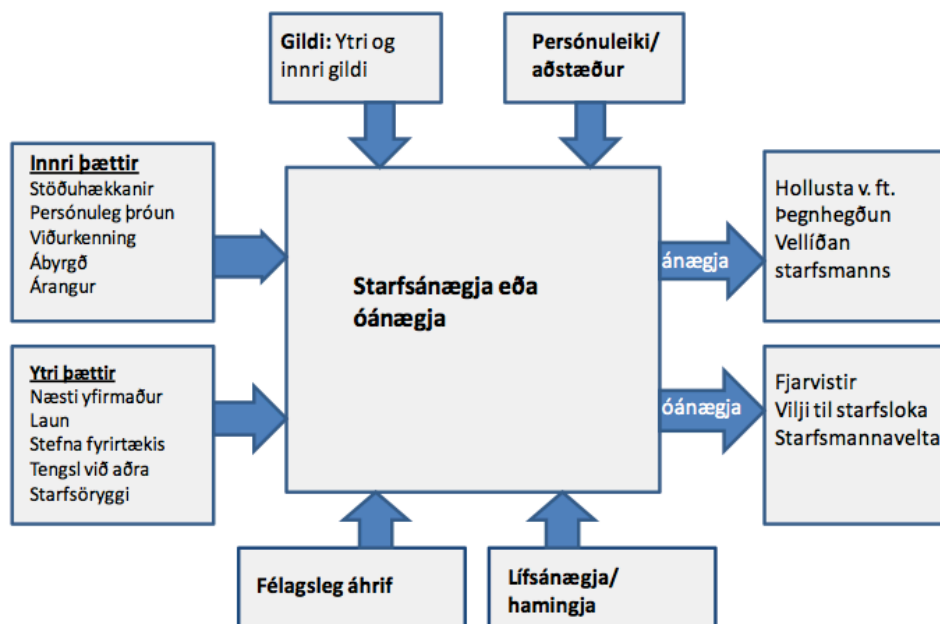 Gildi: Ytri og
innri gildi
Persónuleiki/
aðstæður
Innri þættir
Stöðuhækkanir
Persónuleg þróun
Viðurkenning
Ábyrgð
Árangur
Ytri þættir
Næsti yfirmaður
Laun
Stefna fyrirtækis
Tengsl við aðra
Starfsöryggi
Starfsánægja eða
óánægja
ánægja
óánægja
Hollusta v. ft.
Þegnhegðun
Vellíðan
starfsmanns
Fjarvistir
Vilji til starfsloka
Starfsmannavelta
Félagsleg áhrif
Lífsánægja/
hamingja